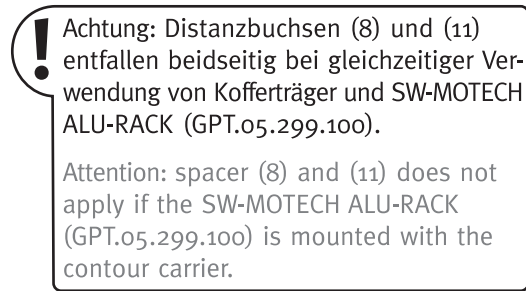 Achtung: Distanzbuchsen (8) und (11)
entfallen beidseitig bei gleichzeitiger Ver-
wendung von Kofferträger und SW-MOTECH
ALU-RACK (GPT.05.299.100).
Attention: spacer (8) and (11) does not
apply if the SW-MOTECH ALU-RACK
(GPT.05.299.100) is mounted with the
contour carrier.